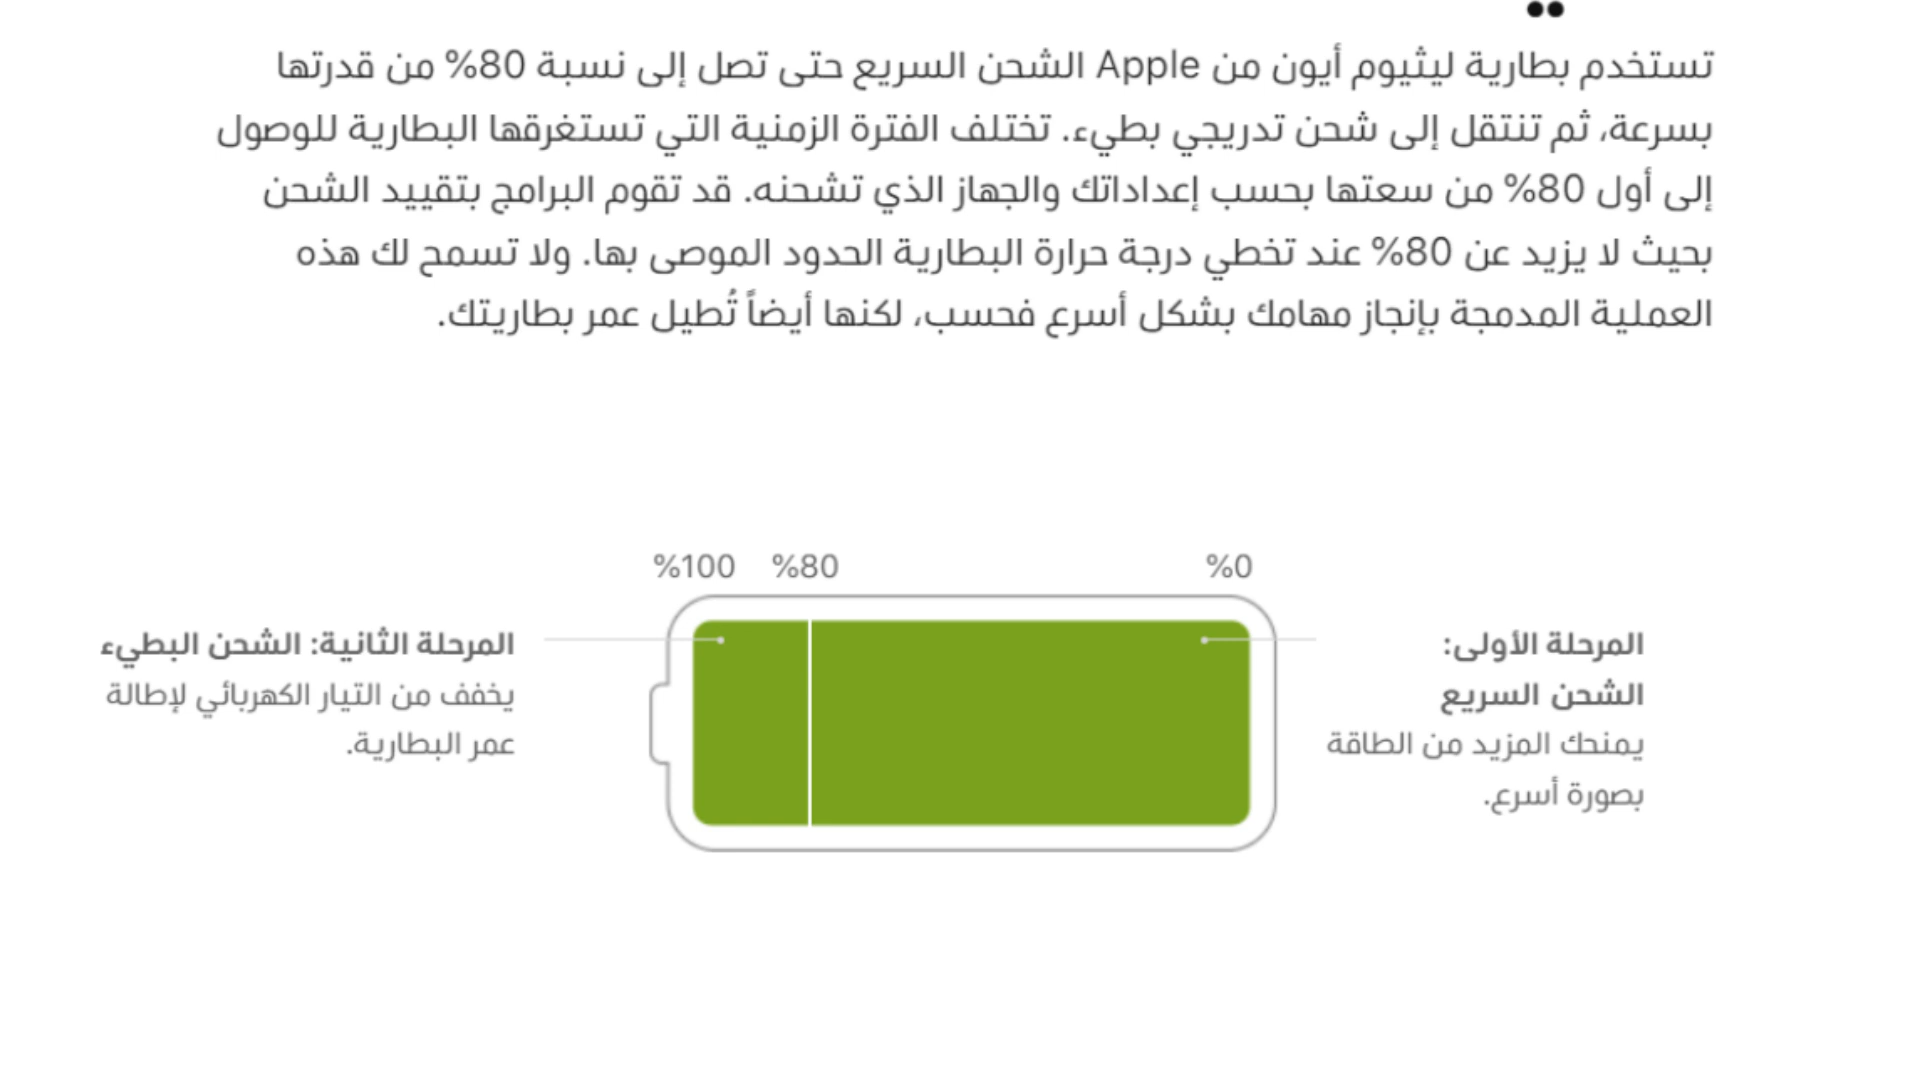 تستخدم بطارية ليثيوم أيون من Apple الشحن السريع حتى تصل إلى نسبة 80% من قدرتها
بسرعة، ثم تنتقل إلى شحن تدريجي بطيء. تختلف الفترة الزمنية التي تستغرقها البطارية للوصول
إلى أول 80% من سعتها بحسب إعداداتك والجهاز الذي تشحنه. قد تقوم البرامج بتقييد الشحن
بحيث لا يزيد عن 80% عند تخطي درجة حرارة البطارية الحدود الموصى بها. ولا تسمح لك هذه
العملية المدمجة بإنجاز مهامك بشكل أسرع فحسب، لكنها أيضاً تُطيل عمر بطاريتك.
%0
%80
%100
المرحلة الأولى:
الشحن السريع
يمنحك المزيد من الطاقة
بصورة أسرع.
المرحلة الثانية: الشحن البطيء
يخفف من التيار الكهربائي لإطالة
عمر البطارية.